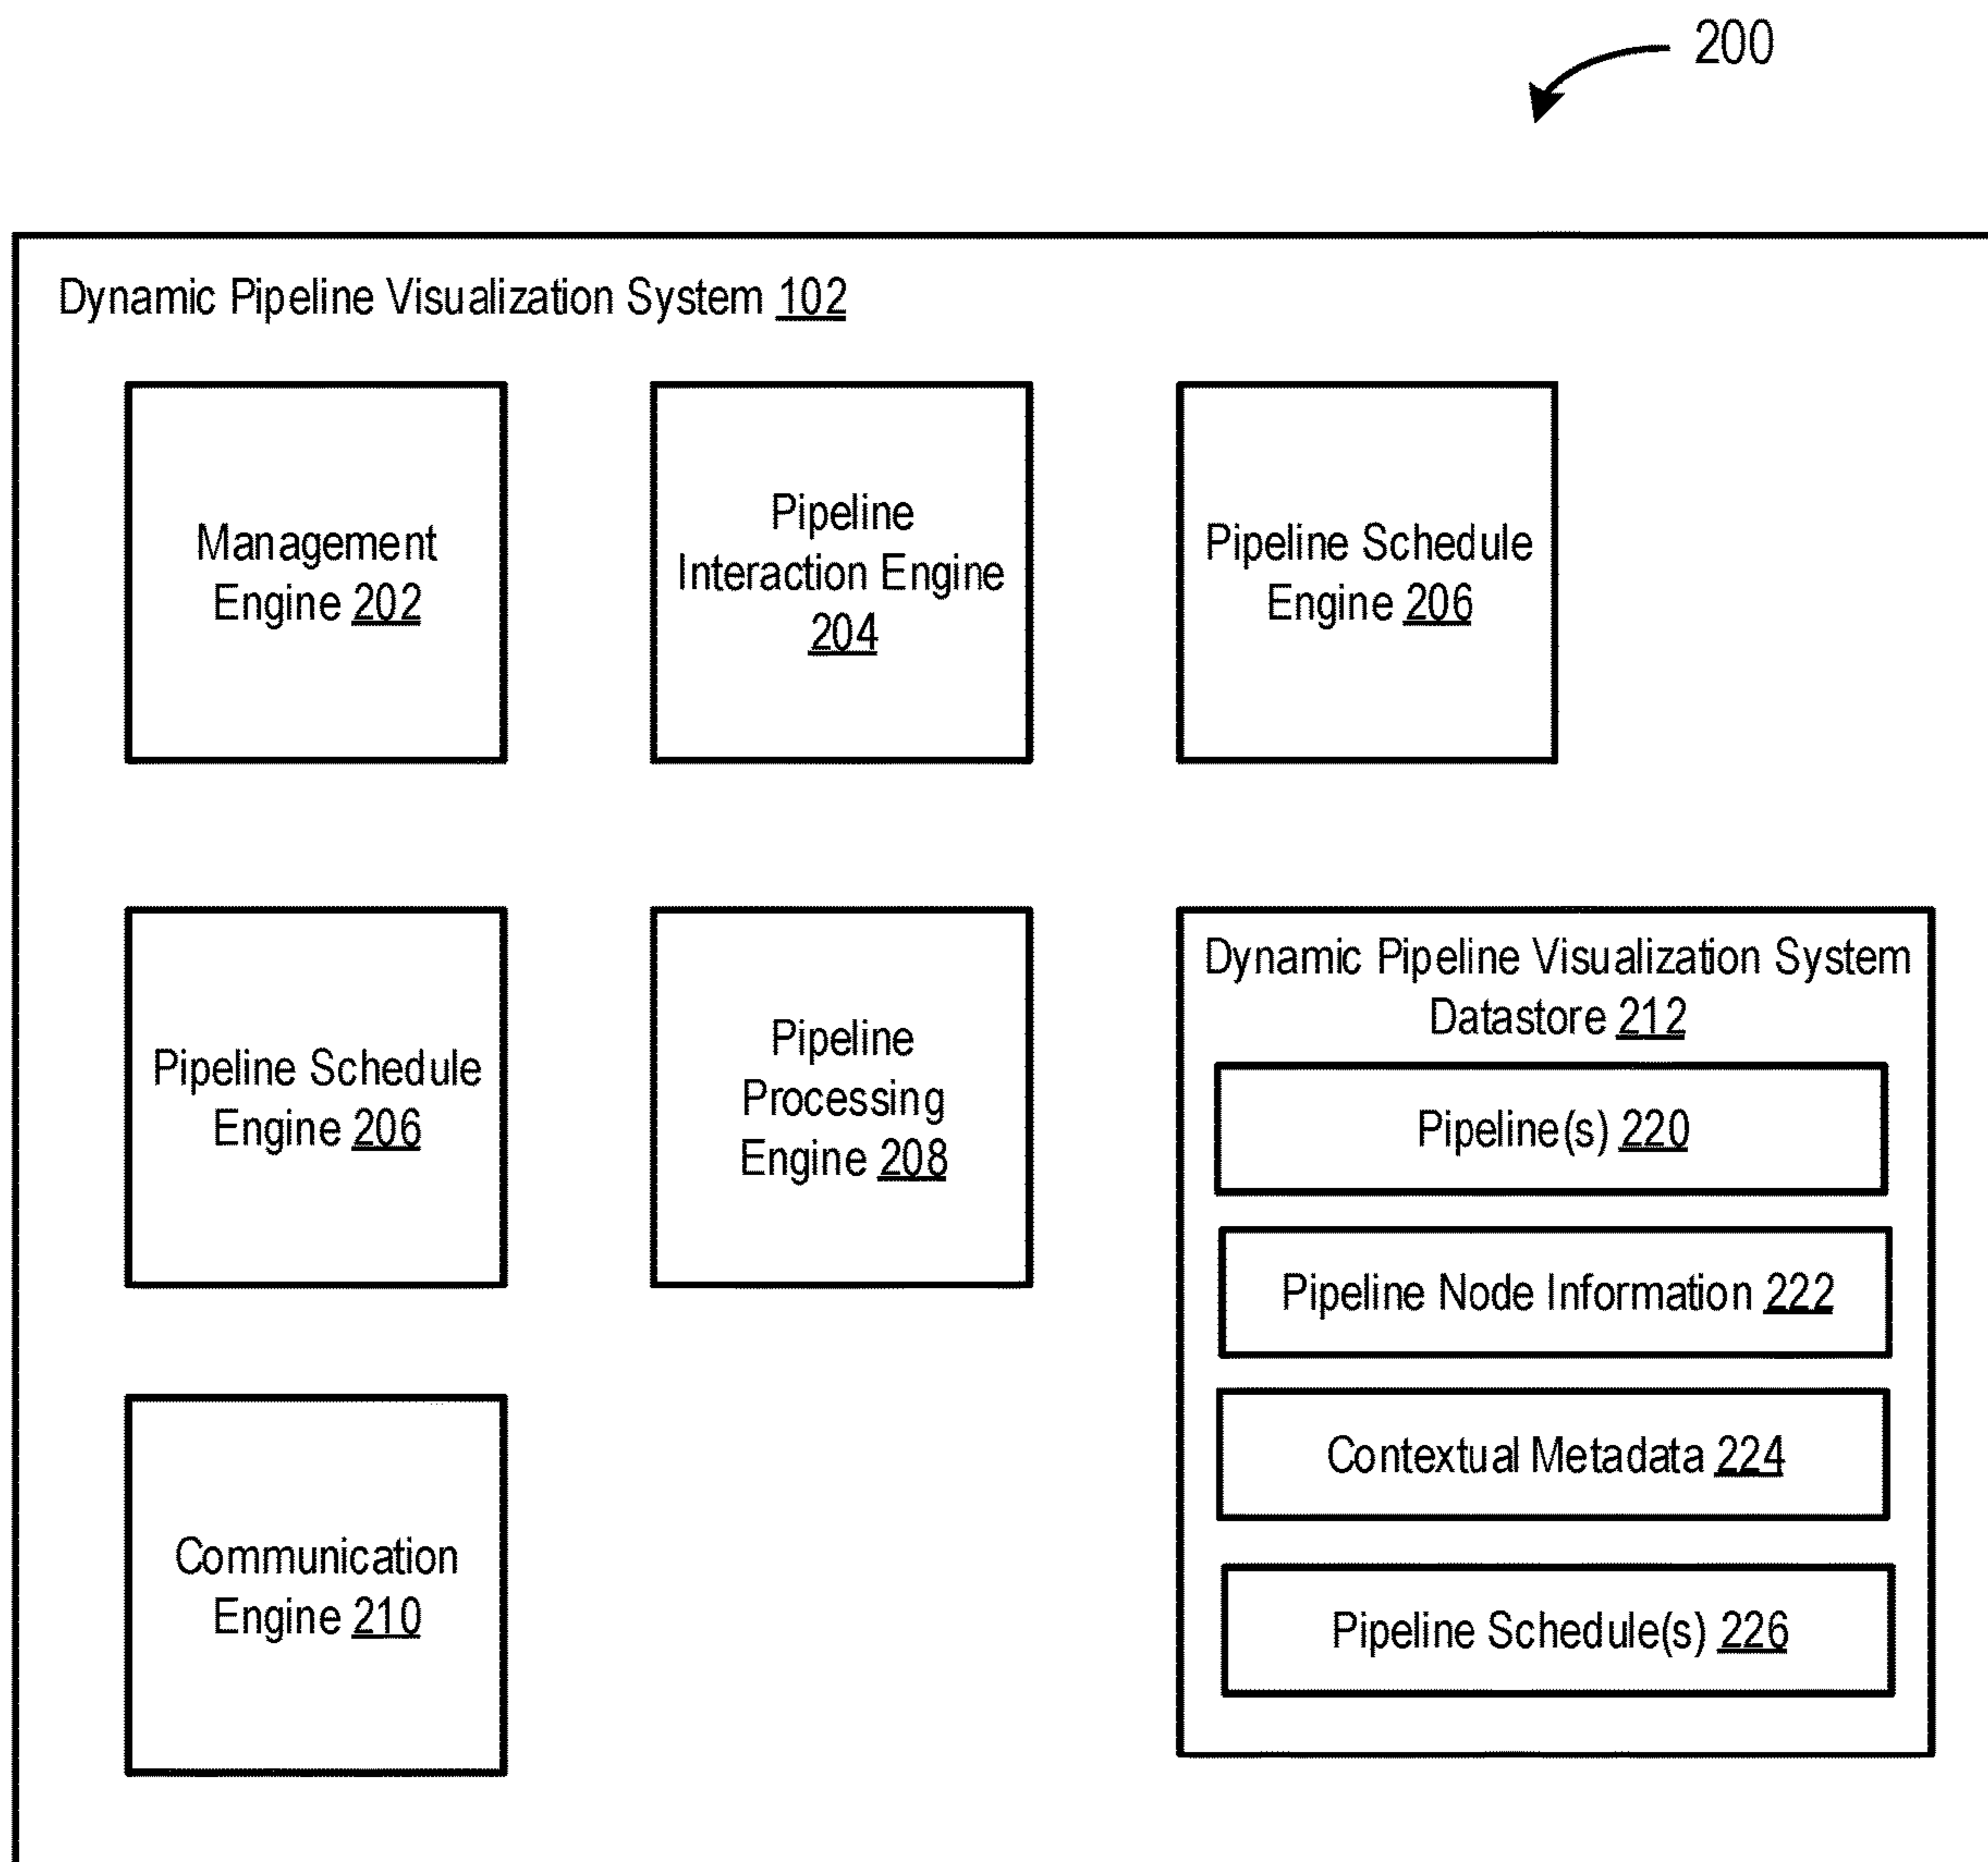 200
Dynamic Pipeline Visualization System 102
Management
Engine 202
Pipeline
Interaction Engine
204
Pipeline Schedule
Engine 206
Pipeline Schedule
Engine 206
Pipeline
Processing
Engine 208
Dynamic Pipeline Visualization System
Datastore 212
Pipeline(s) 220
Pipeline Node Information 222
Contextual Metadata 224
Pipeline Schedule(s) 226
Communication
Engine 210